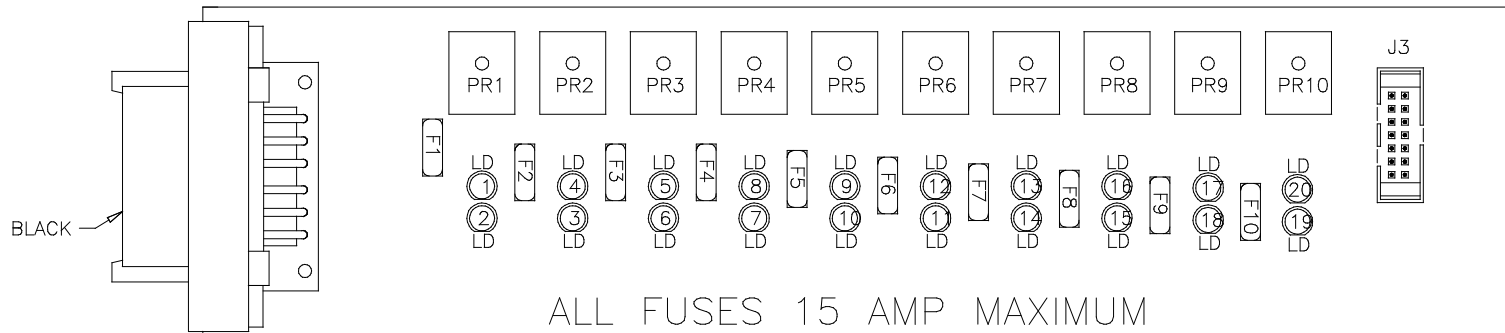 J3
PR1 PR2 PR3 PR4 PR5 PR6 PR7 PR8 PR9 PR10
F1 F2 F3 F4 F5 F6 F7 F8 F9 F10
LD LD LD LD LD LD LD LD LD LD
1 4 5 8 9 12 13 16 17 20
2 3 6 7 10 11 14 15 18 19
LD LD LD LD LD LD LD LD LD LD
BLACK
ALL FUSES 15 AMP MAXIMUM